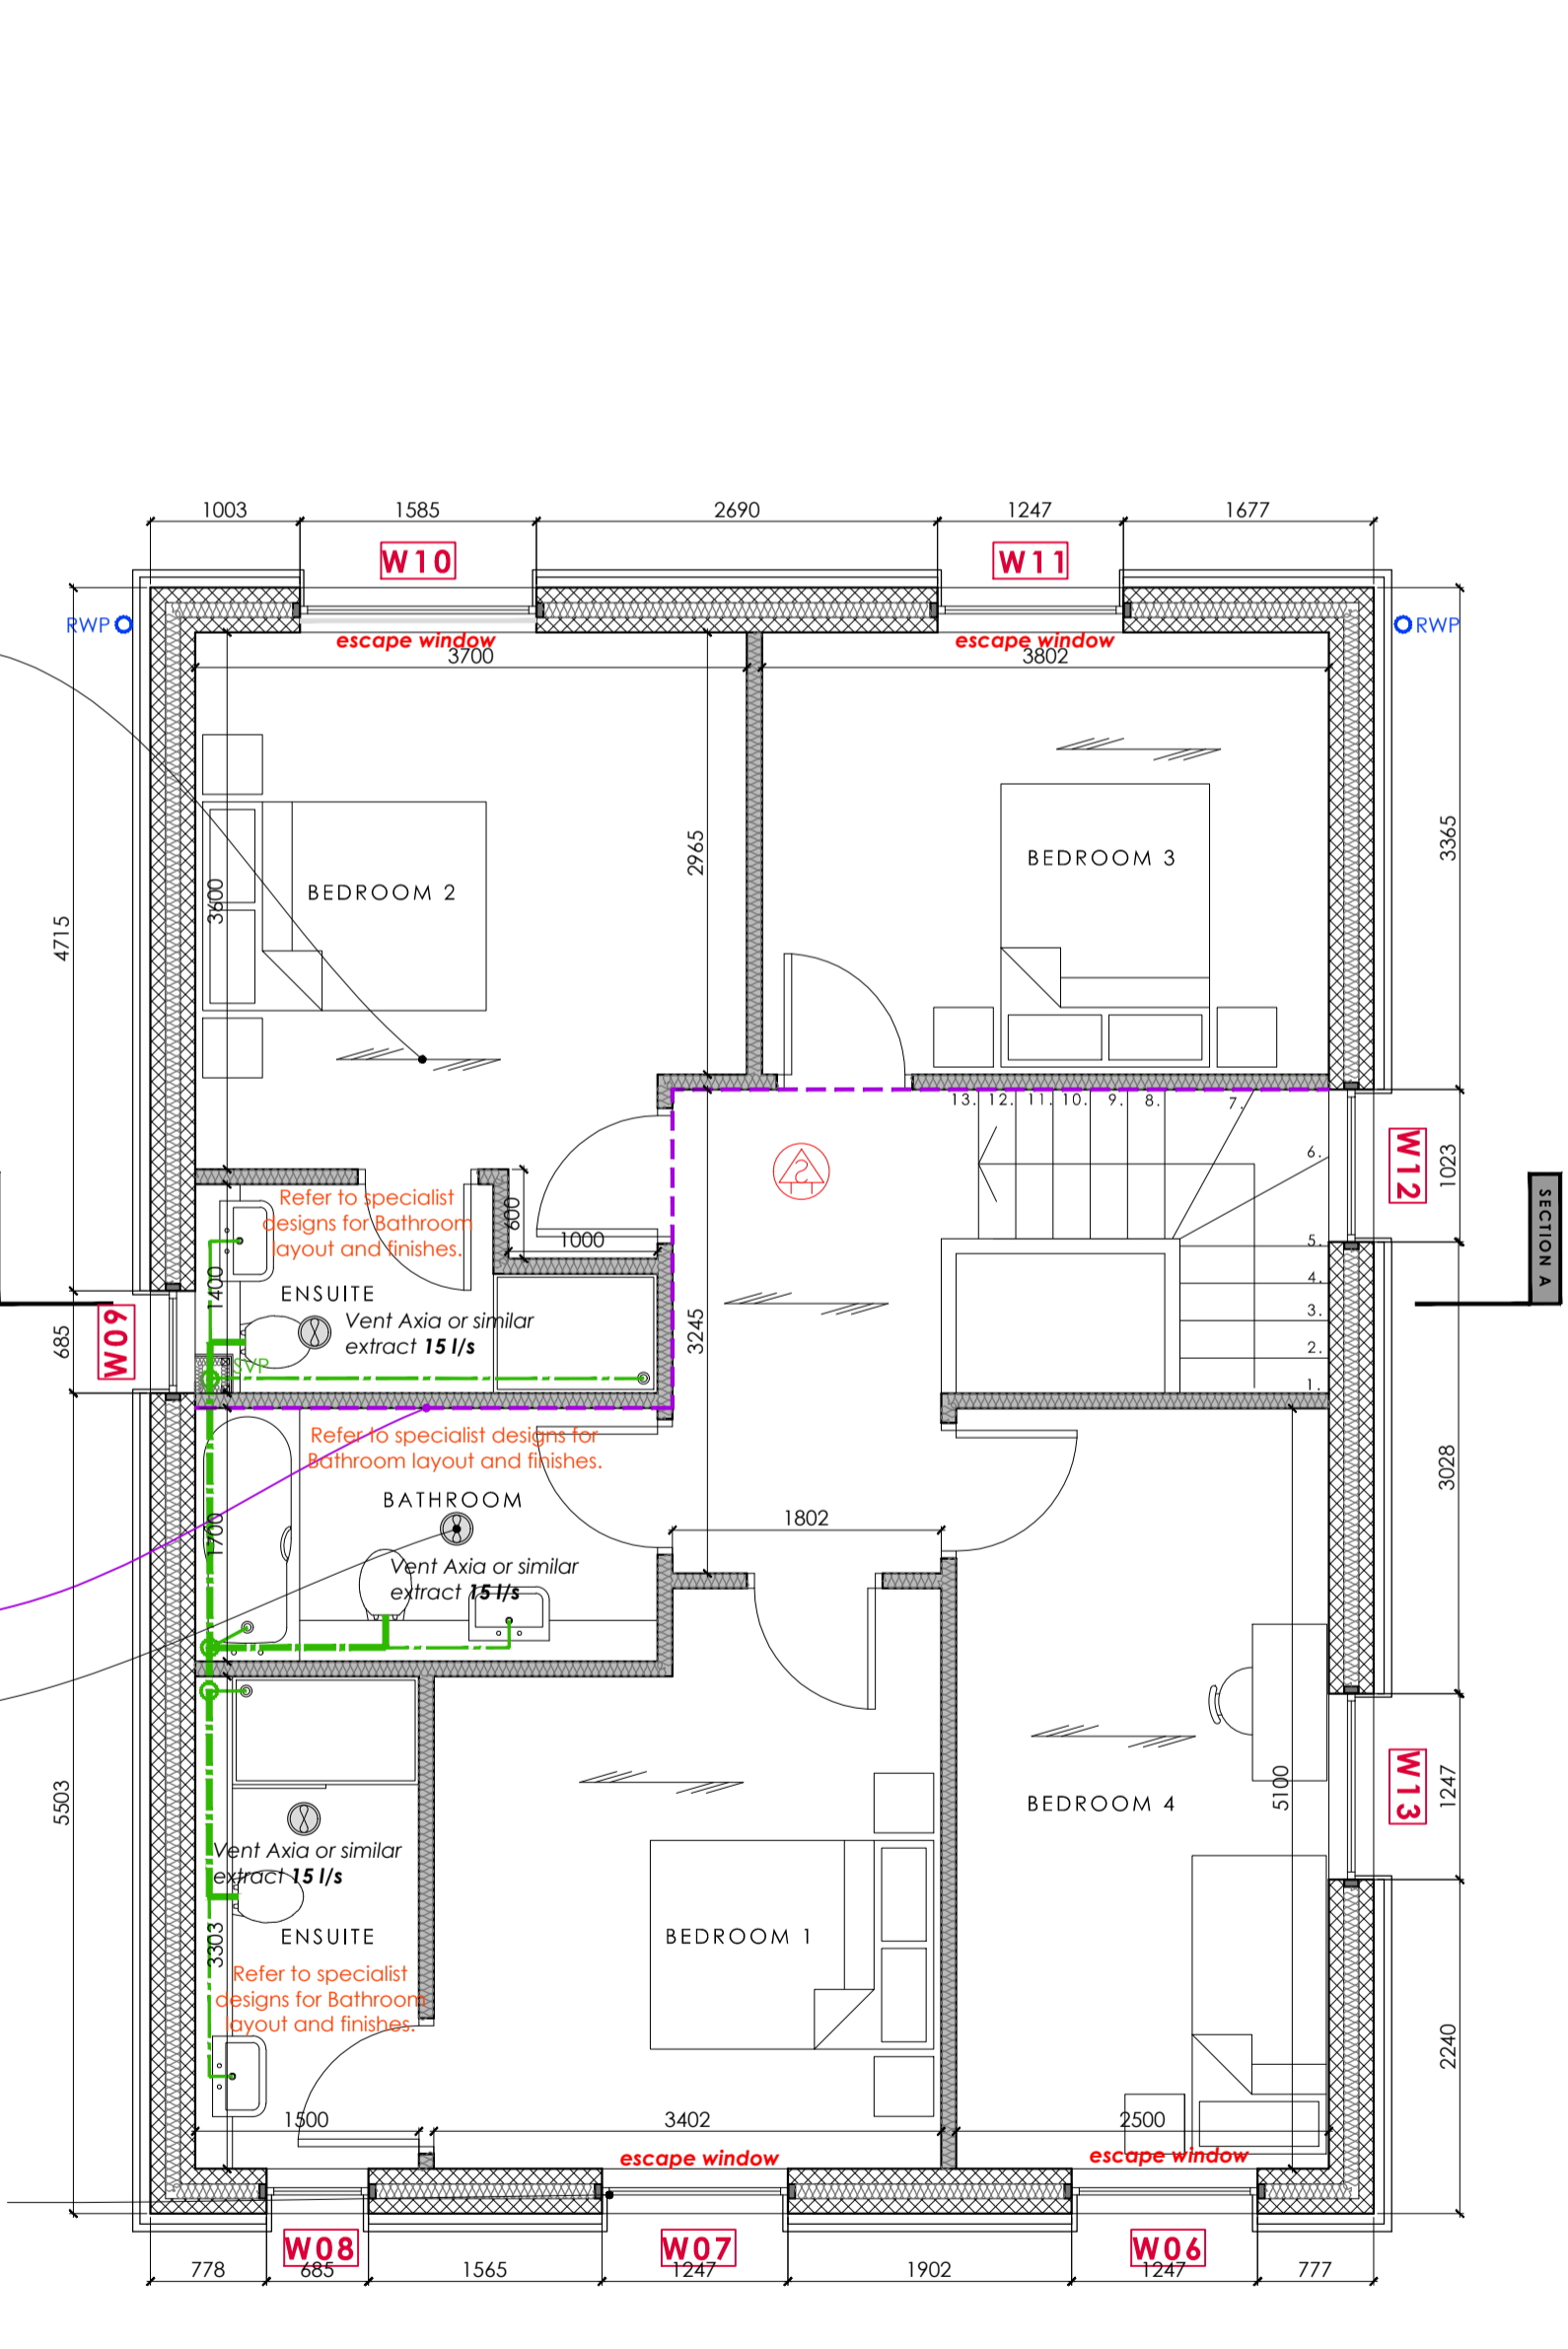 1003
1585
2690
1247
1677
W10
W11
RWP
RWP
escape window
escape window
3700
3802
4715
3600
2965
3365
BEDROOM 2
BEDROOM 3
13. 12. 11. 10. 9. 8. 7.
6.
5.
4.
3.
2.
1.
S
W12
1023
SECTION A
Refer to specialist
designs for Bathroom
layout and finishes.
600
1000
1400
ENSUITE
Vent Axia or similar
extract 15 l/s
SVP
W09
685
3245
Refer to specialist designs for
Bathroom layout and finishes.
BATHROOM
1700
Vent Axia or similar
extract 15 l/s
1802
3028
5503
W13
1247
BEDROOM 4
5100
Vent Axia or similar
extract 15 l/s
3303
ENSUITE
BEDROOM 1
Refer to specialist
designs for Bathroom
layout and finishes.
2240
1500
3402
2500
escape window
escape window
W08
W07
W06
778
685
1565
1247
1902
1247
777